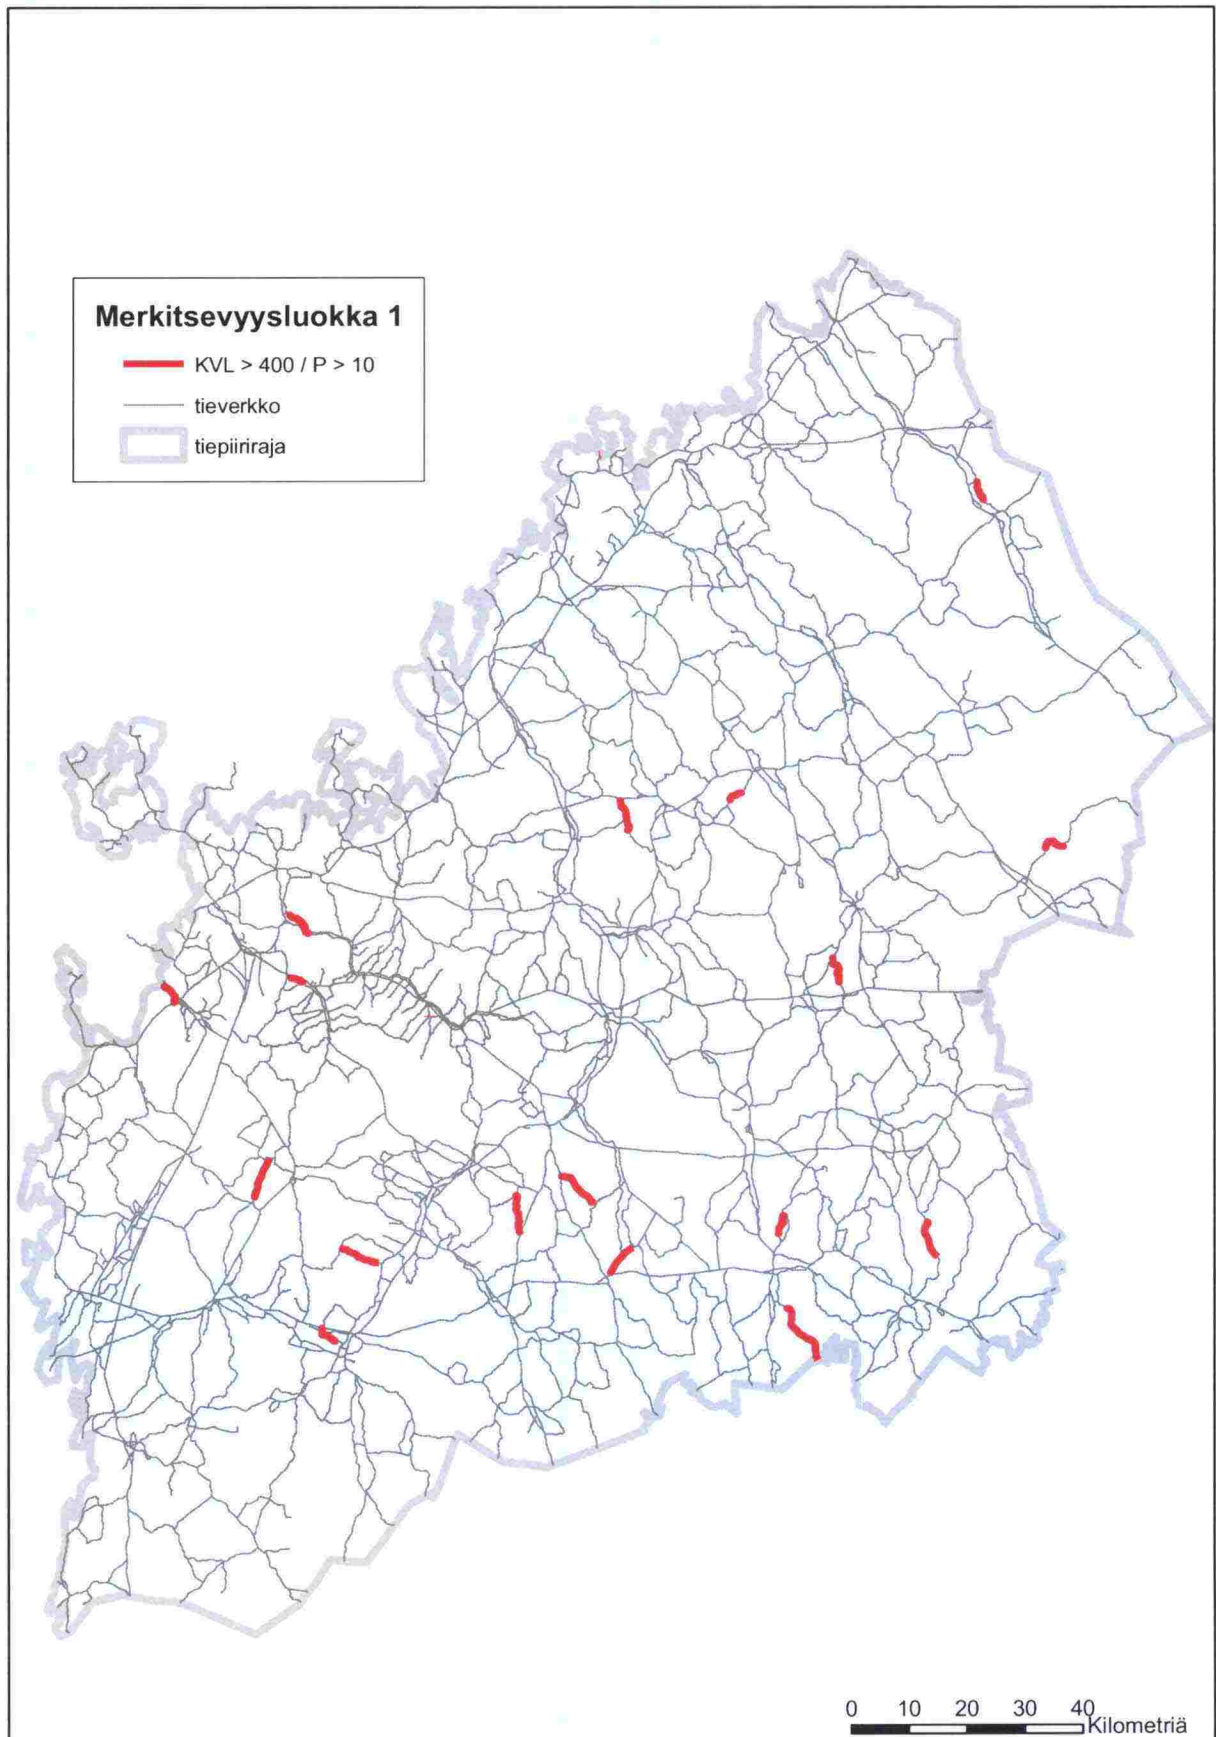 Merkitsevyysluokka 1
KVL > 400 / P > 10
tieverkko
tiepiiriraja
0 10 20 30 40
Kilometriä